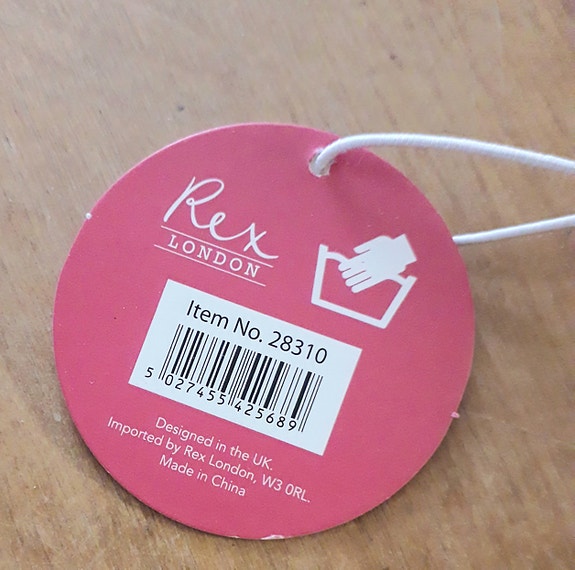 Rex
LONDON
Item No. 28310
5 027455 425689
Designed in the UK.
Imported by Rex London, W3 0RL.
Made in China